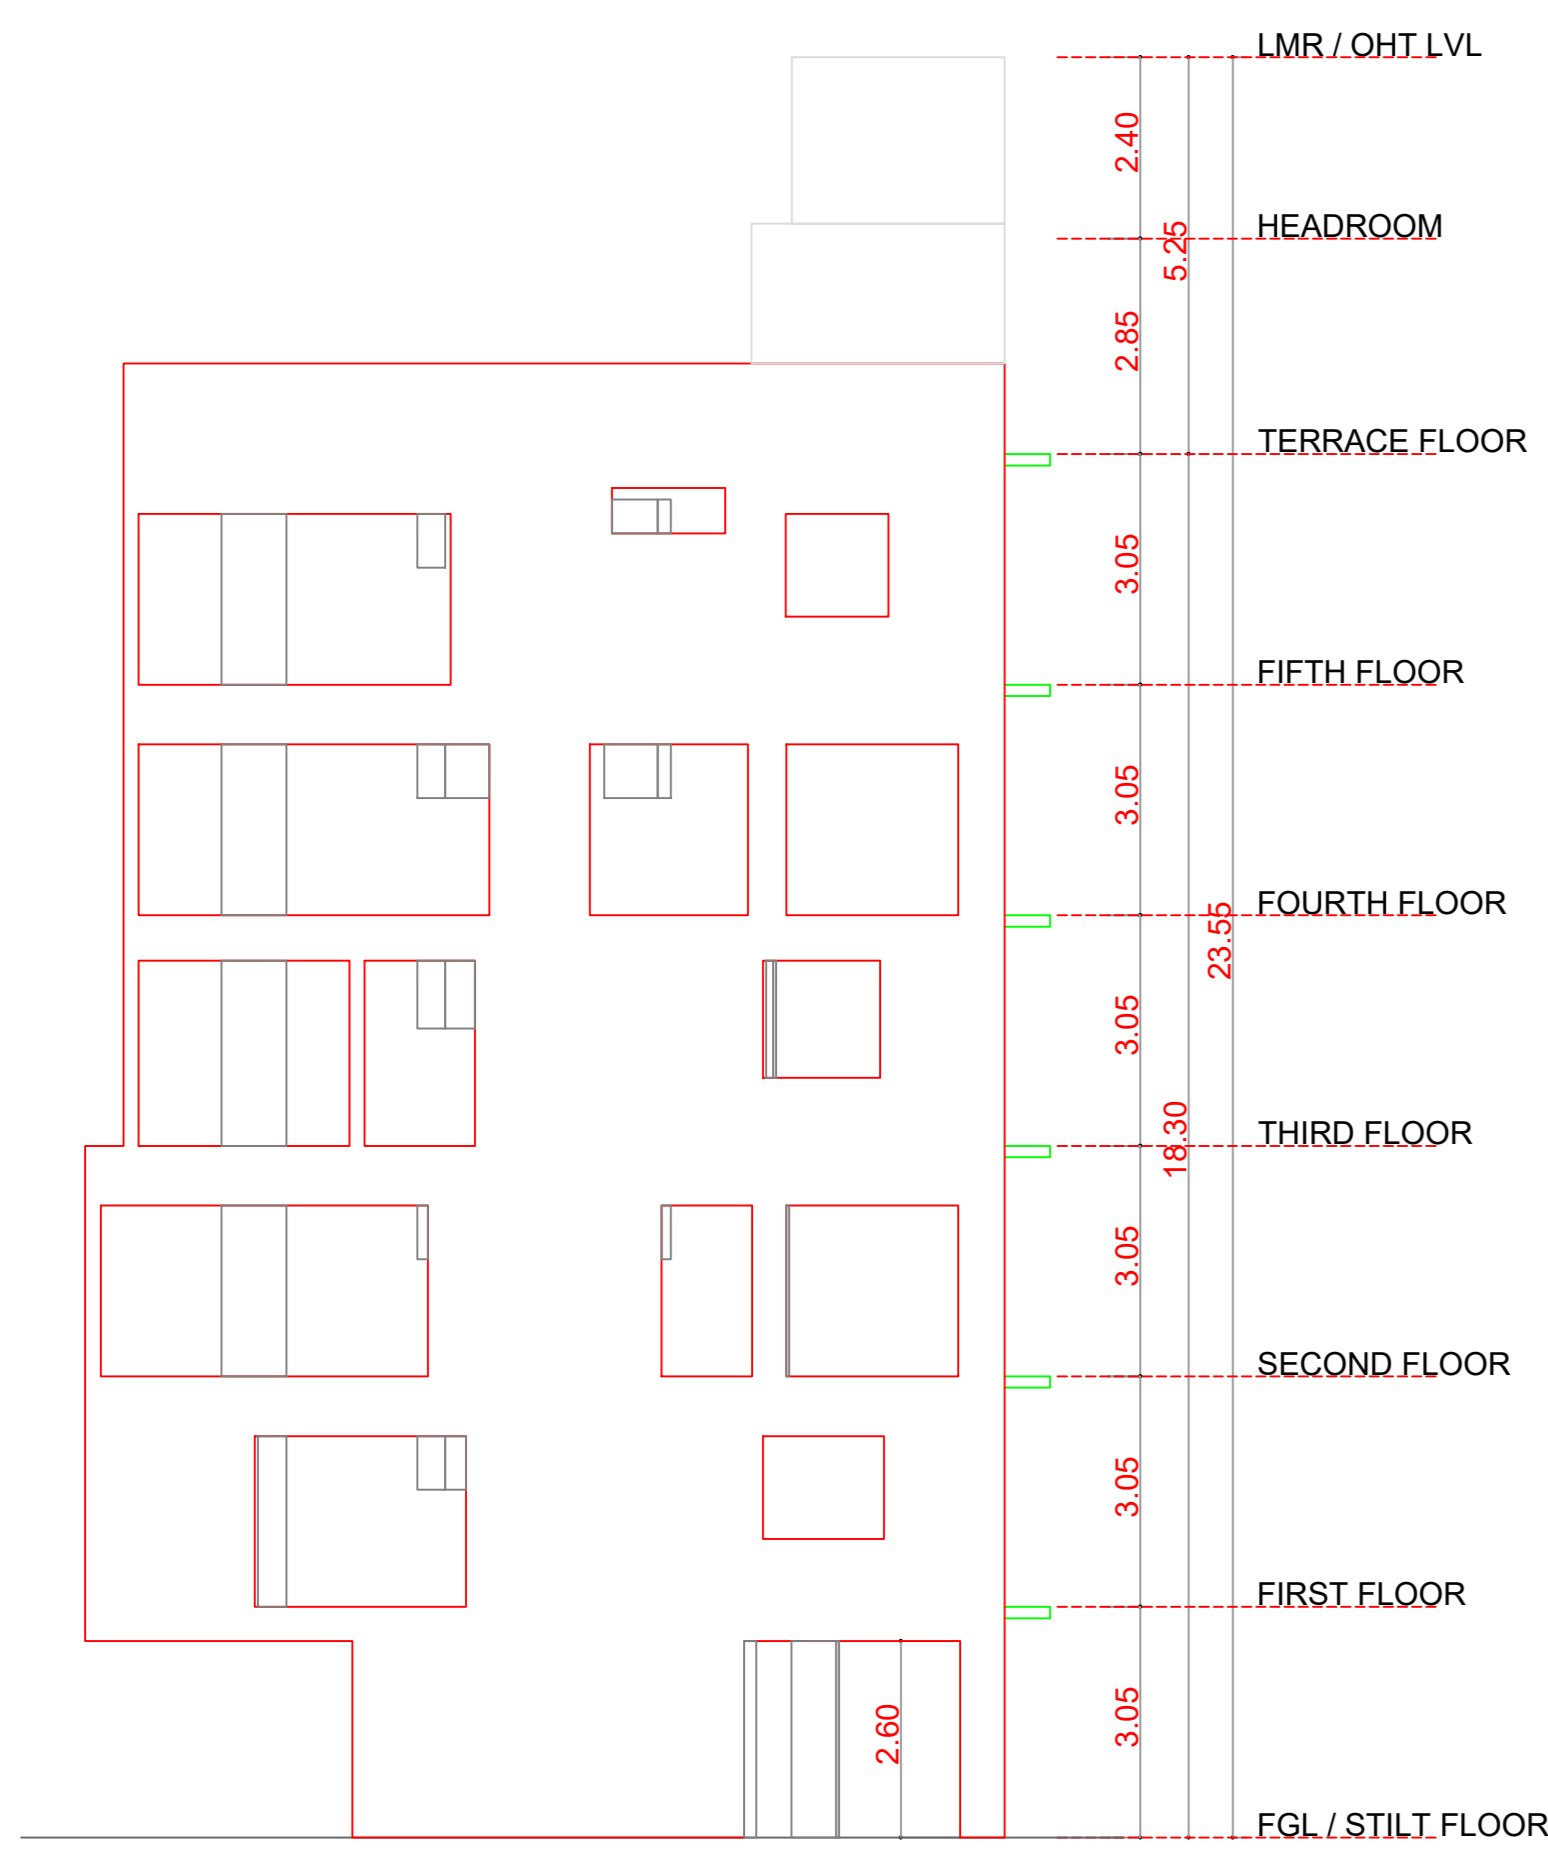 LMR / OHT LVL
2.40
HEADROOM
5.25
2.85
TERRACE FLOOR
3.05
FIFTH FLOOR
3.05
FOURTH FLOOR
23.55
3.05
THIRD FLOOR
18.30
3.05
SECOND FLOOR
3.05
FIRST FLOOR
3.05
2.60
FGL / STILT FLOOR